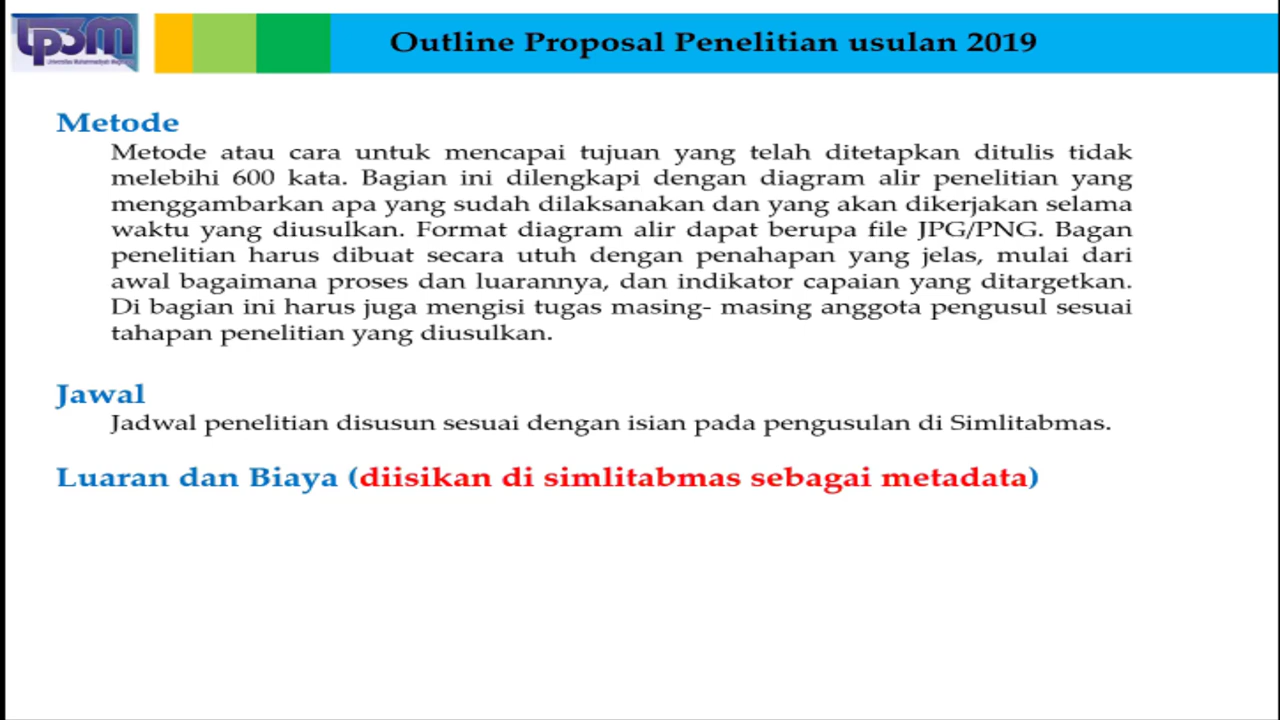 Lp3m
Outline Proposal Penelitian usulan 2019
Metode
Metode atau cara untuk mencapai tujuan yang telah ditetapkan ditulis tidak
melebihi 600 kata. Bagian ini dilengkapi dengan diagram alir penelitian yang
menggambarkan apa yang sudah dilaksanakan dan yang akan dikerjakan selama
waktu yang diusulkan. Format diagram alir dapat berupa file JPG/PNG. Bagan
penelitian harus dibuat secara utuh dengan penahapan yang jelas, mulai dari
awal bagaimana proses dan luarannya, dan indikator capaian yang ditargetkan.
Di bagian ini harus juga mengisi tugas masing- masing anggota pengusul sesuai
tahapan penelitian yang diusulkan.
Jawal
Jadwal penelitian disusun sesuai dengan isian pada pengusulan di Simlitabmas.
Luaran dan Biaya (diisikan di simlitabmas sebagai metadata)